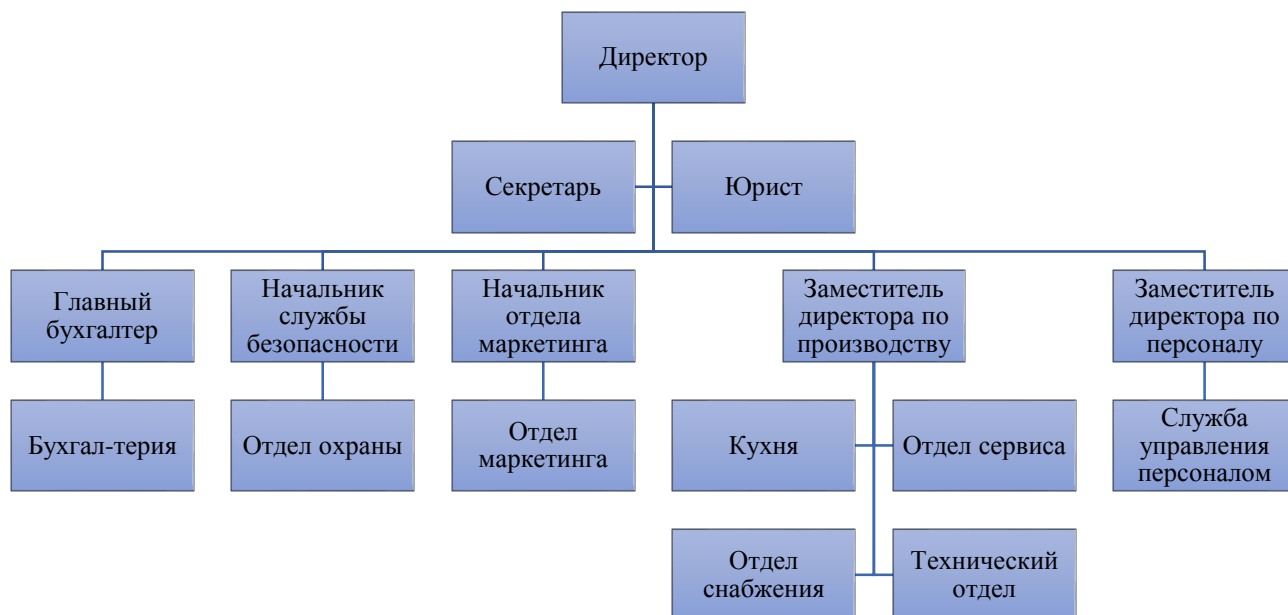 Директор
Секретарь
Юрист
Главный
бухгалтер
Начальник
службы
безопасности
Начальник
отдела
маркетинга
Заместитель
директора по
производству
Заместитель
директора по
персоналу
Бухгал-терия
Отдел охраны
Отдел
маркетинга
Кухня
Отдел сервиса
Служба
управления
персоналом
Отдел
снабжения
Технический
отдел